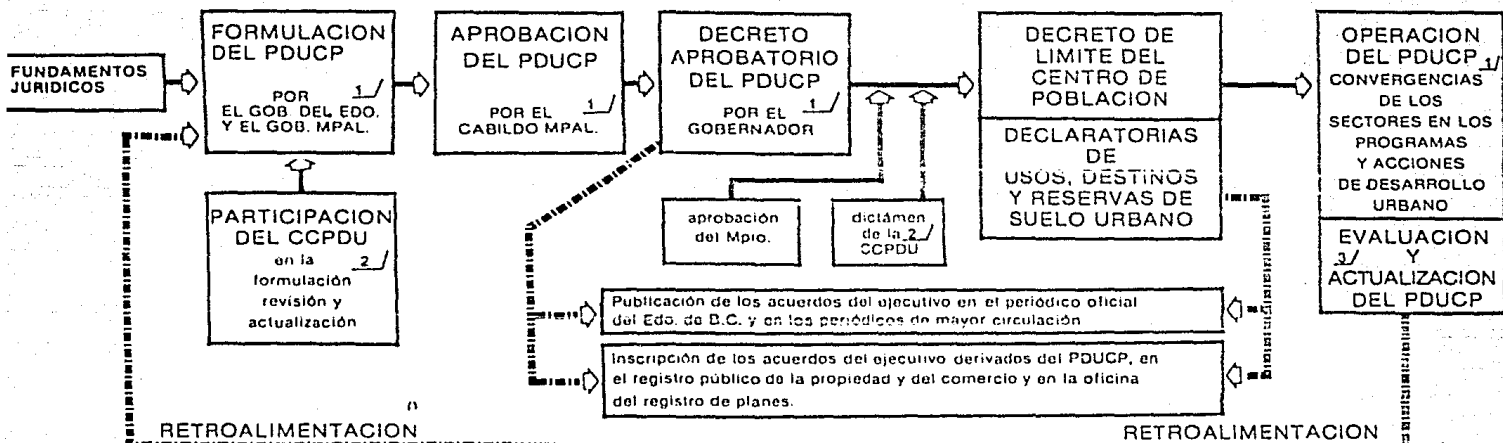 FUNDAMENTOS
JURIDICOS
FORMULACION
DEL PDUCP
1/
POR
EL GOB. DEL EDO.
Y EL GOB. MPAL.
PARTICIPACION
DEL CCPDU
en la 2/
formulación
revisión y
actualización
APROBACION
DEL PDUCP
1/
POR EL
CABILDO MPAL.
DECRETO
APROBATORIO
DEL PDUCP
1/
POR EL
GOBERNADOR
aprobación
del Mpio.
dictámen
de la 2/
CCPDU
DECRETO DE
LIMITE DEL
CENTRO DE
POBLACION
DECLARATORIAS
DE
USOS, DESTINOS
Y RESERVAS DE
SUELO URBANO
OPERACION
DEL PDUCP 1/
CONVERGENCIAS
DE LOS
SECTORES EN LOS
PROGRAMAS
Y ACCIONES
DE DESARROLLO
URBANO
EVALUACION
3/ Y
ACTUALIZACION
DEL PDUCP
Publicación de los acuerdos del ejecutivo en el periódico oficial
del Edo. de B.C. y en los periódicos de mayor circulación
Inscripción de los acuerdos del ejecutivo derivados del PDUCP, en
el registro público de la propiedad y del comercio y en la oficina
del registro de planes.
RETROALIMENTACION
RETROALIMENTACION